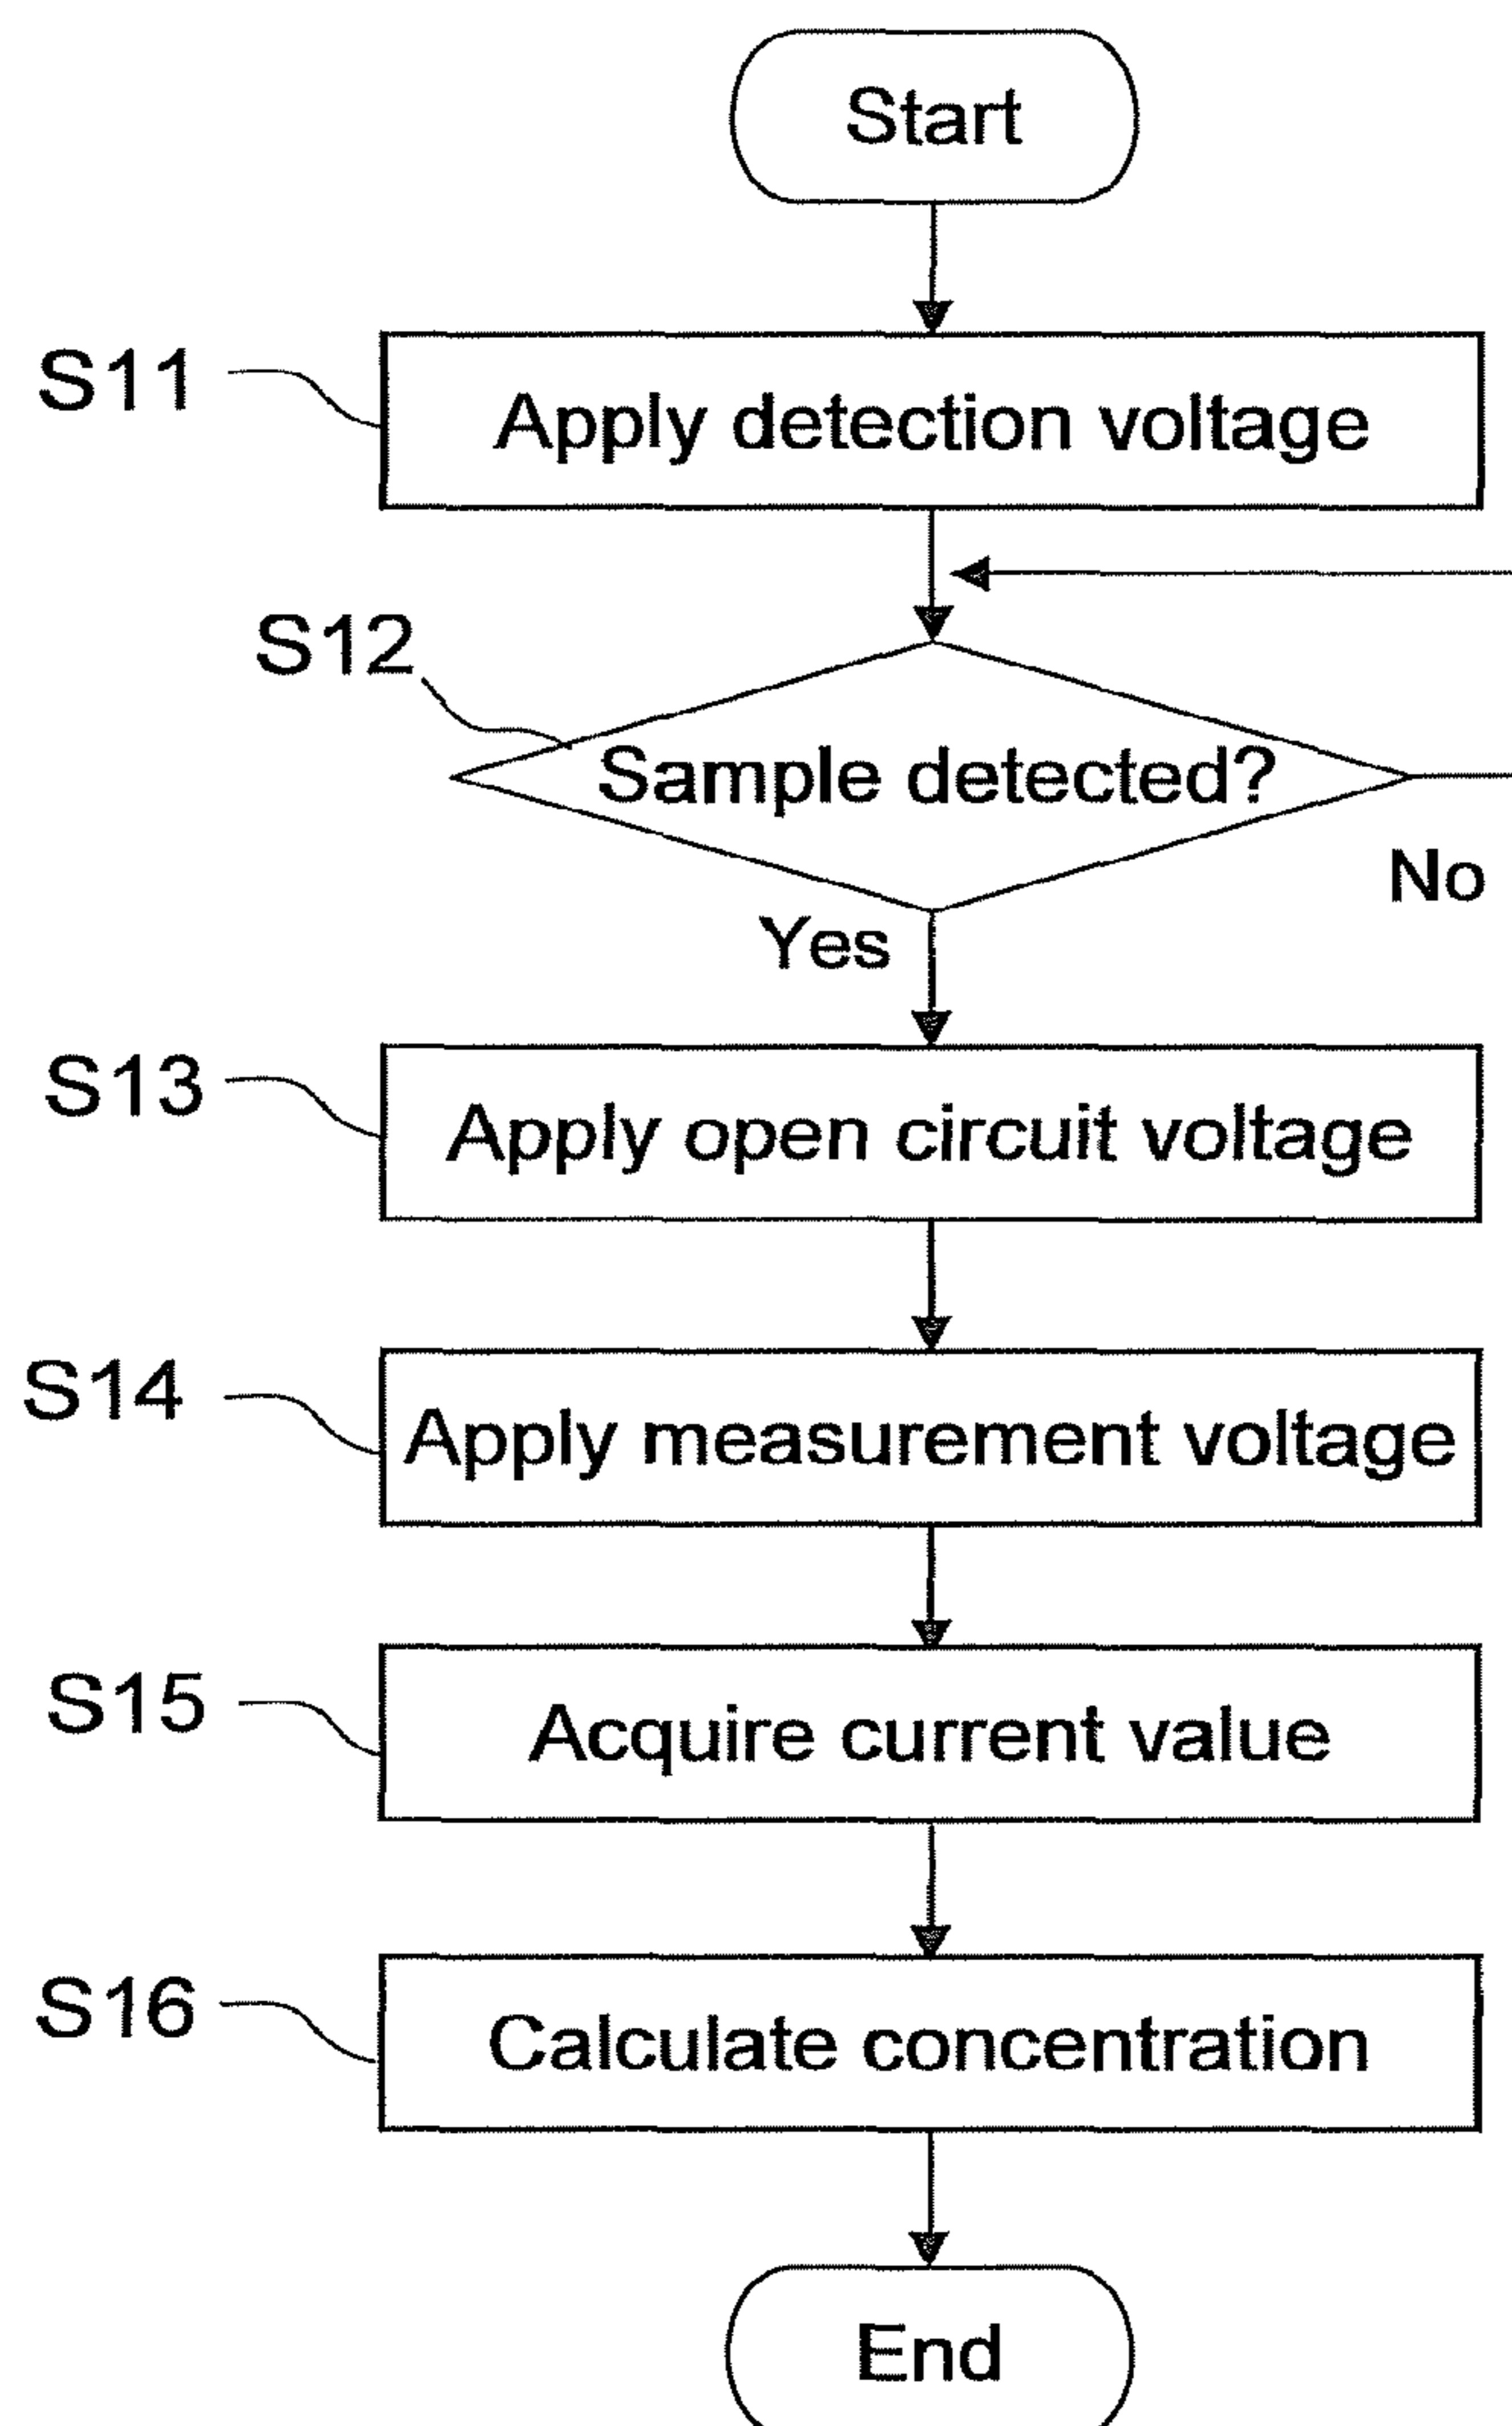 Start
S11
Apply detection voltage
S12
Sample detected?
No
Yes
S13
Apply open circuit voltage
S14
Apply measurement voltage
S15
Acquire current value
S16
Calculate concentration
End